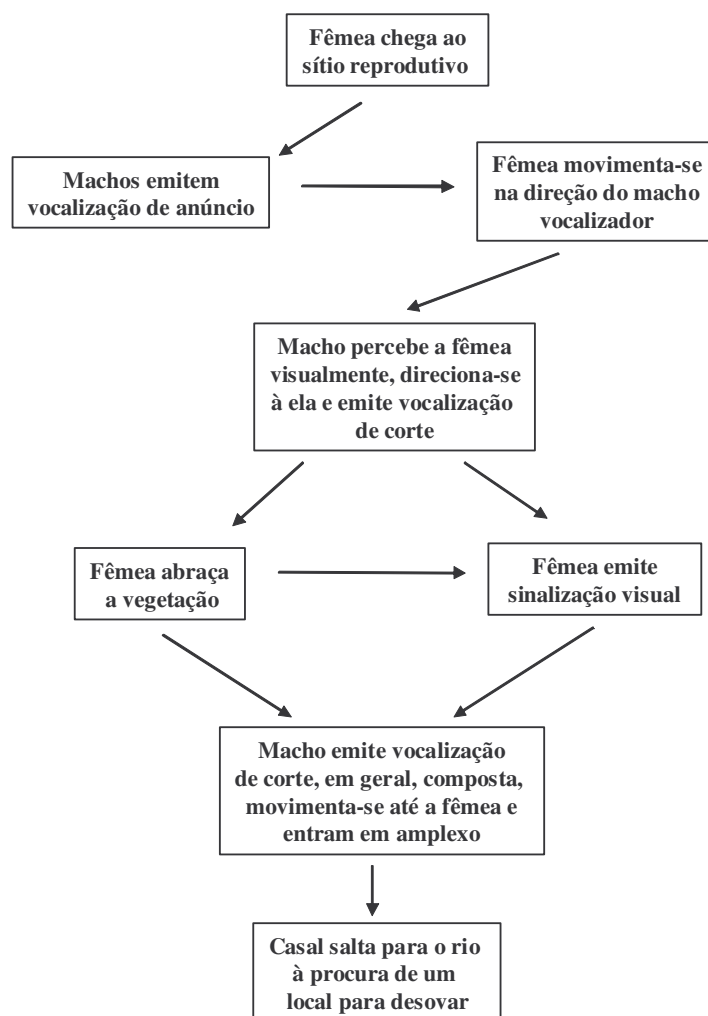 Fêmea chega ao
sítio reprodutivo
Machos emitem
vocalização de anúncio
Fêmea movimenta-se
na direção do macho
vocalizador
Macho percebe a fêmea
visualmente, direciona-se
à ela e emite vocalização
de corte
Fêmea abraça
a vegetação
Fêmea emite
sinalização visual
Macho emite vocalização
de corte, em geral, composta,
movimenta-se até a fêmea e
entram em amplexo
Casal salta para o rio
à procura de um
local para desovar